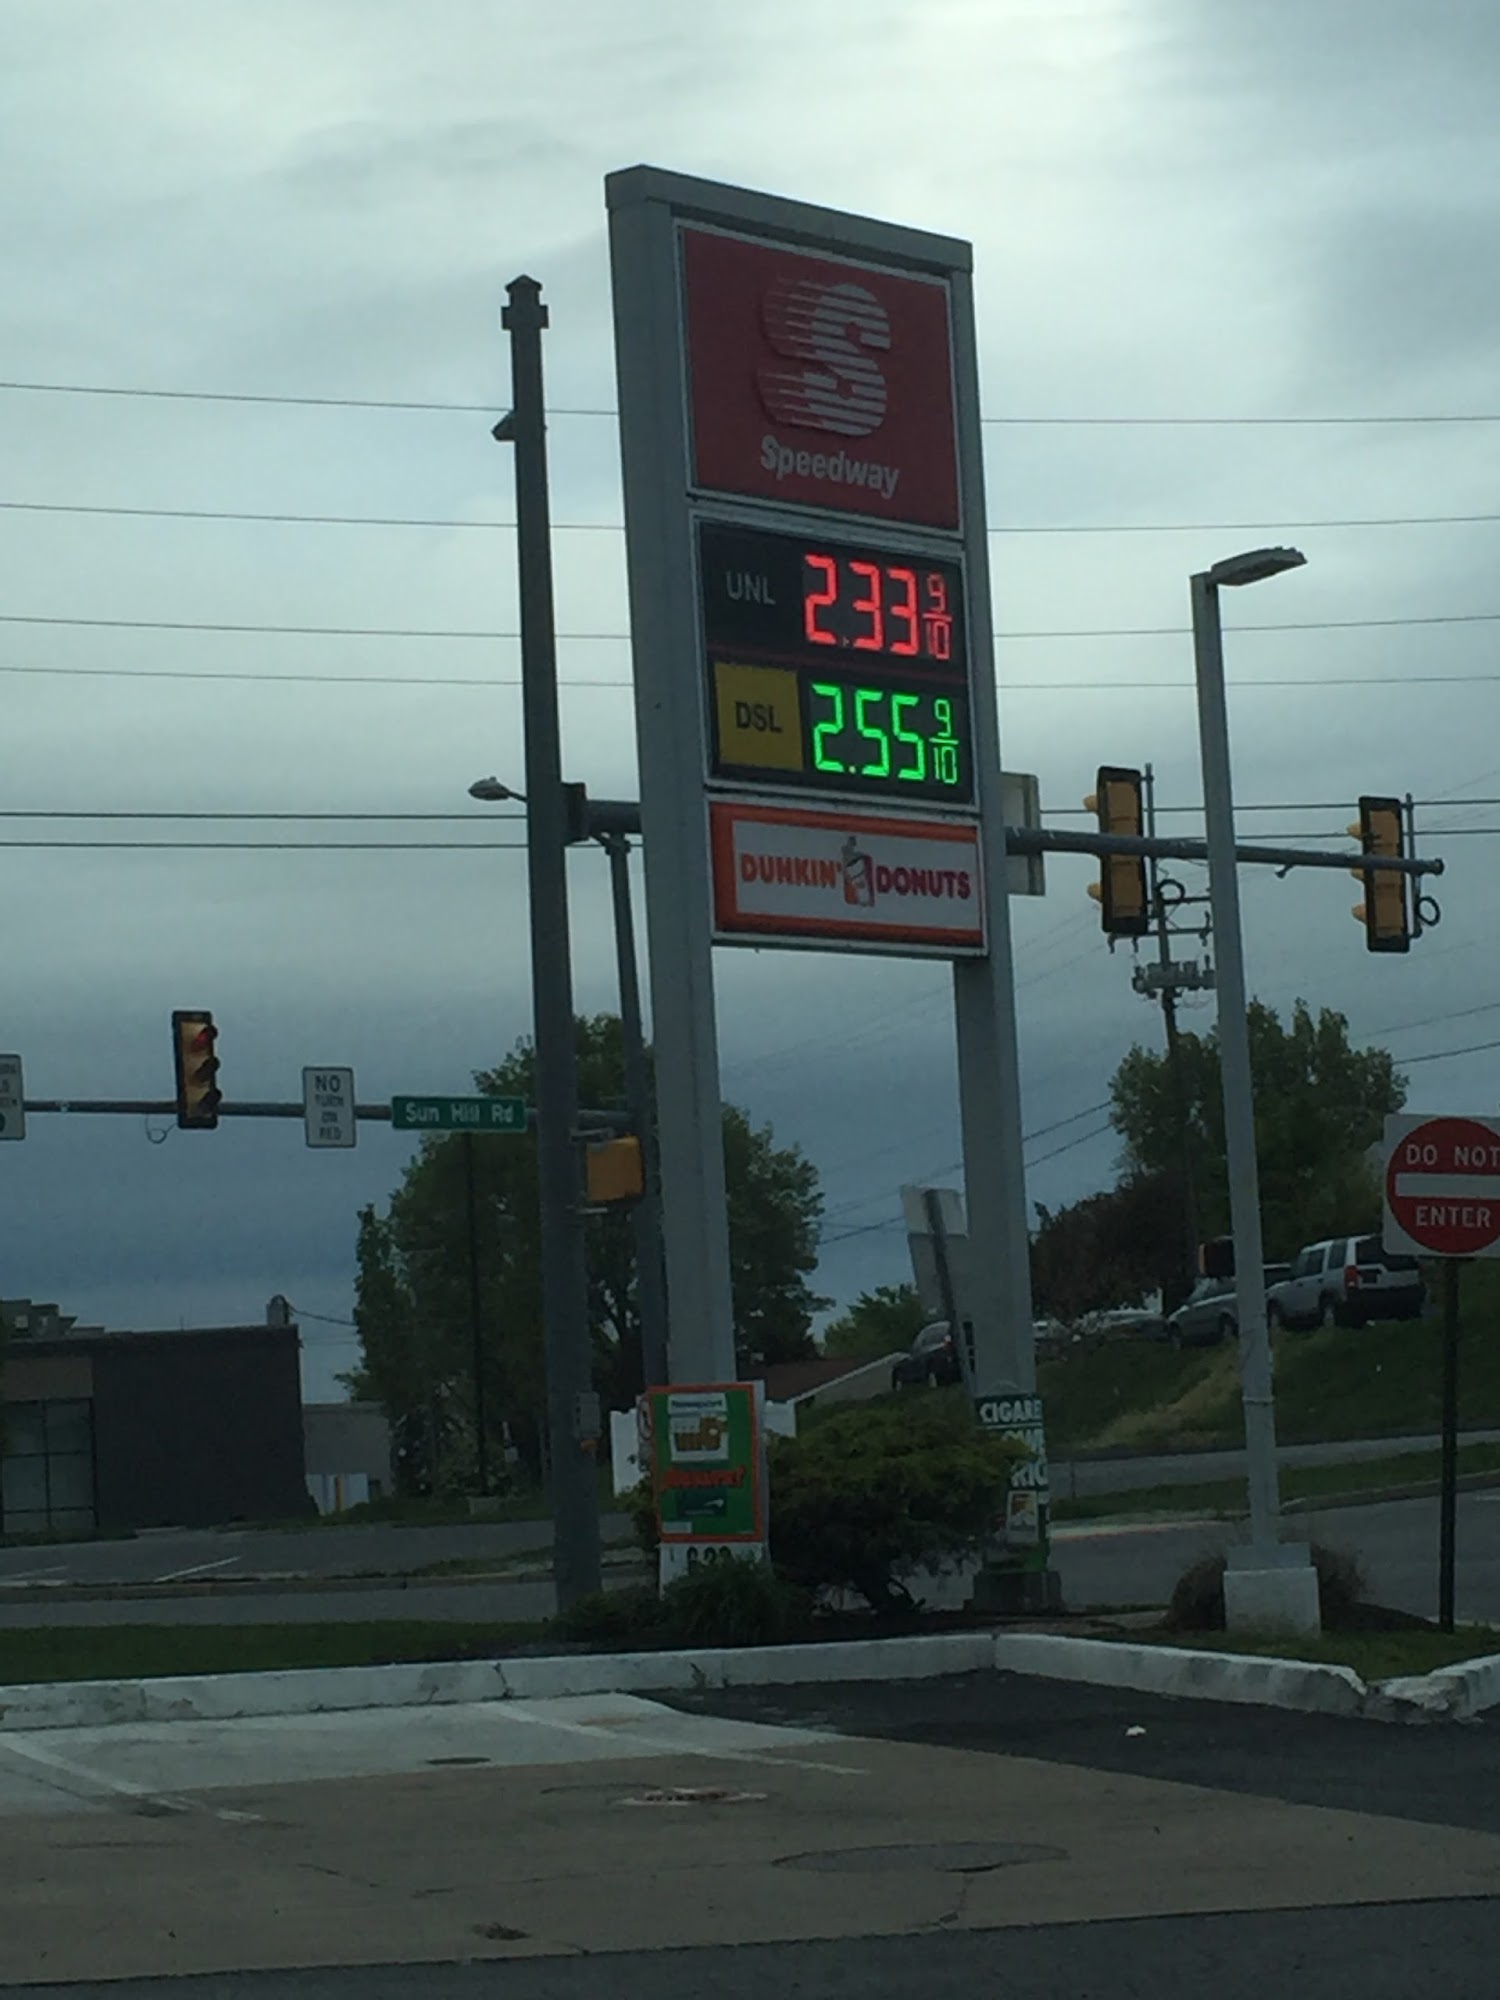 Speedway
UNL 2.33 9/10
DSL 2.55 9/10
DUNKIN' DONUTS
NO
TURN
ON
RED
Sun Hill Rd
DO NOT
ENTER
CIGARE